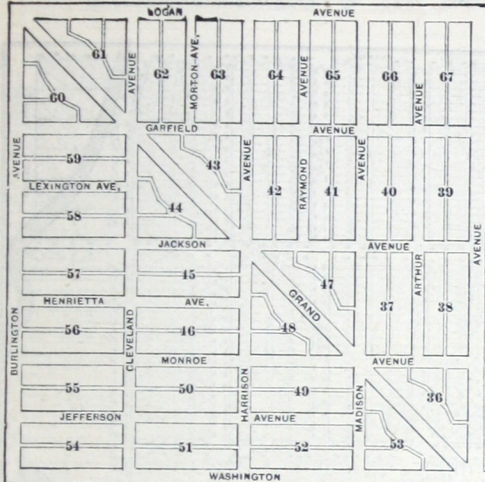 LOGAN AVENUE
61
60
AVENUE
62
MORTON AVE,
63
64
65
66
67
AVENUE
GARFIELD AVENUE
AVENUE
59
43
AVENUE
42
RAYMOND
41
MADISON
40
39
LEXINGTON AVE,
58
44
JACKSON AVENUE
AVENUE
57
45
47
GRAND
37
ARTHUR
38
HENRIETTA AVE,
BURLINGTON
56
CLEVELAND
46
48
MONROE AVENUE
55
50
HARRISON
49
MADISON
36
JEFFERSON AVENUE
54
51
52
53
WASHINGTON